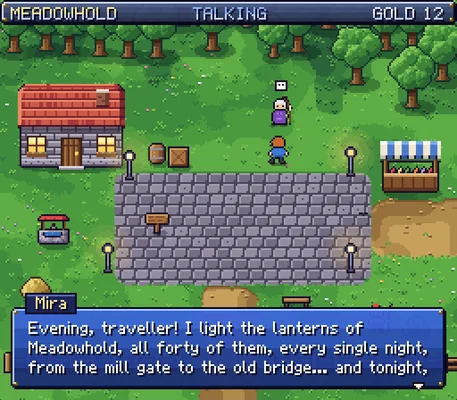 MEADOWHOLD TALKING GOLD 12
Mira
Evening, traveller! I light the lanterns of
Meadowhold, all forty of them, every single night,
from the mill gate to the old bridge... and tonight,